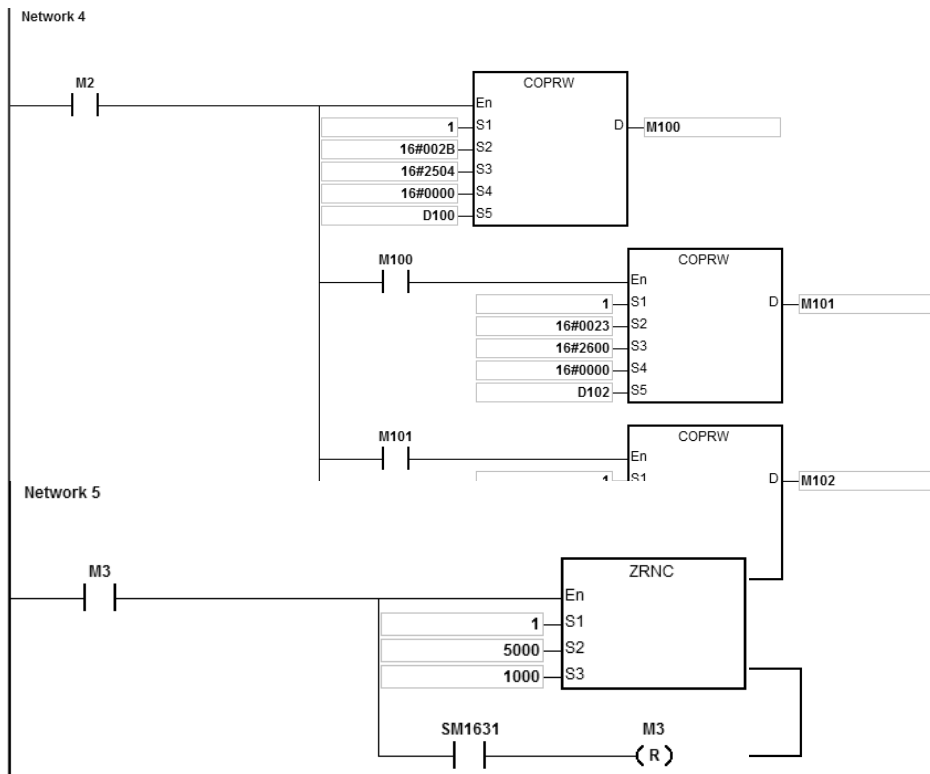 Network 4
M2
COPRW
En
1 S1 D M100
16#002B S2
16#2504 S3
16#0000 S4
D100 S5
M100
COPRW
En
1 S1 D M101
16#0023 S2
16#2600 S3
16#0000 S4
D102 S5
M101
COPRW
En
1 S1 D M102
Network 5
M3
ZRNC
En
1 S1
5000 S2
1000 S3
SM1631 M3
R